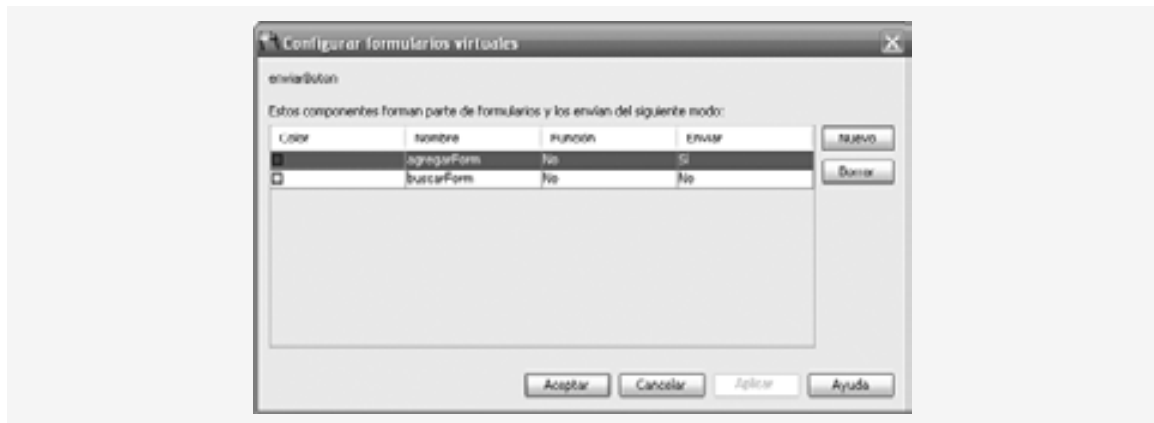 Configurar formularios virtuales
enviarButon
Estos componentes forman parte de formularios y los envían del siguiente modo:
Color Nombre Función Enviar
agregarForm No Sí
buscarForm No No
Nuevo
Borrar
Aceptar Cancelar Aplicar Ayuda